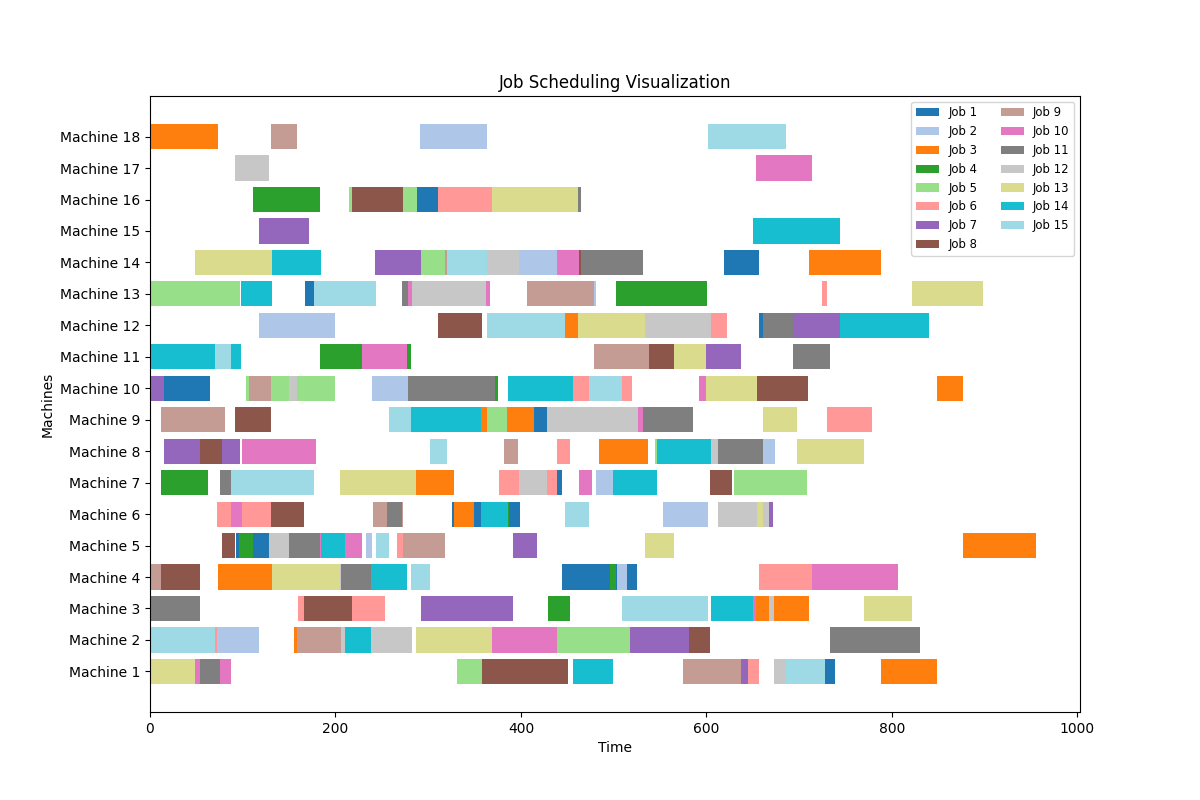 Job Scheduling Visualization
Machine 18
Machine 17
Machine 16
Machine 15
Machine 14
Machine 13
Machine 12
Machine 11
Machine 10
Machine 9
Machine 8
Machine 7
Machine 6
Machine 5
Machine 4
Machine 3
Machine 2
Machine 1
Machines
0 200 400 600 800 1000
Time
Job 1
Job 2
Job 3
Job 4
Job 5
Job 6
Job 7
Job 8
Job 9
Job 10
Job 11
Job 12
Job 13
Job 14
Job 15